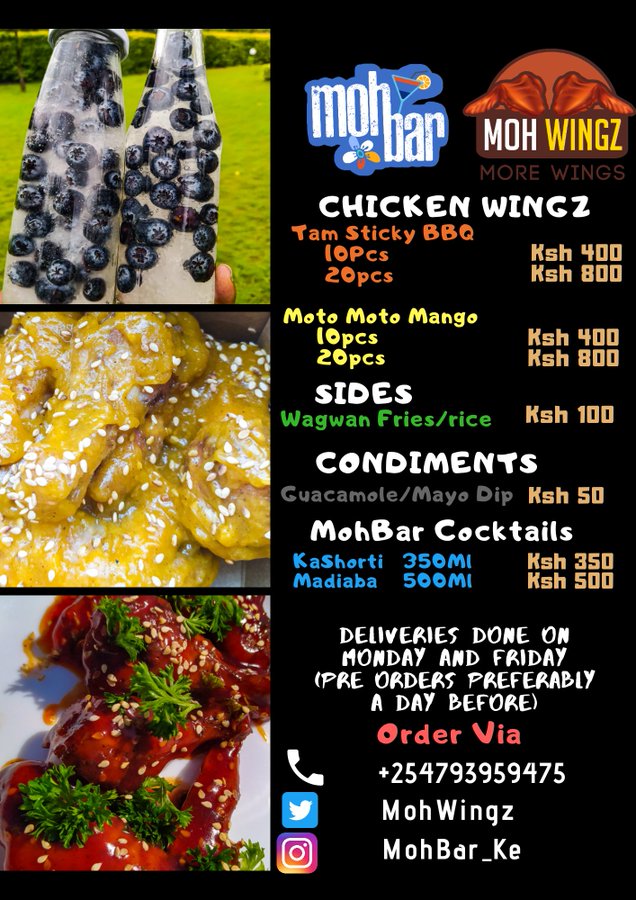 moh bar
MOH WINGZ
MORE WINGS
CHICKEN WINGZ
Tam Sticky BBQ
10Pcs Ksh 400
20pcs Ksh 800
Moto Moto Mango
10pcs Ksh 400
20pcs Ksh 800
SIDES
Wagwan Fries/rice Ksh 100
CONDIMENTS
Guacamole/Mayo Dip Ksh 50
MohBar Cocktails
KaShorti 350Ml Ksh 350
Madiaba 500Ml Ksh 500
DELIVERIES DONE ON
MONDAY AND FRIDAY
(PRE ORDERS PREFERABLY
A DAY BEFORE)
Order Via
+254793959475
MohWingz
MohBar_Ke